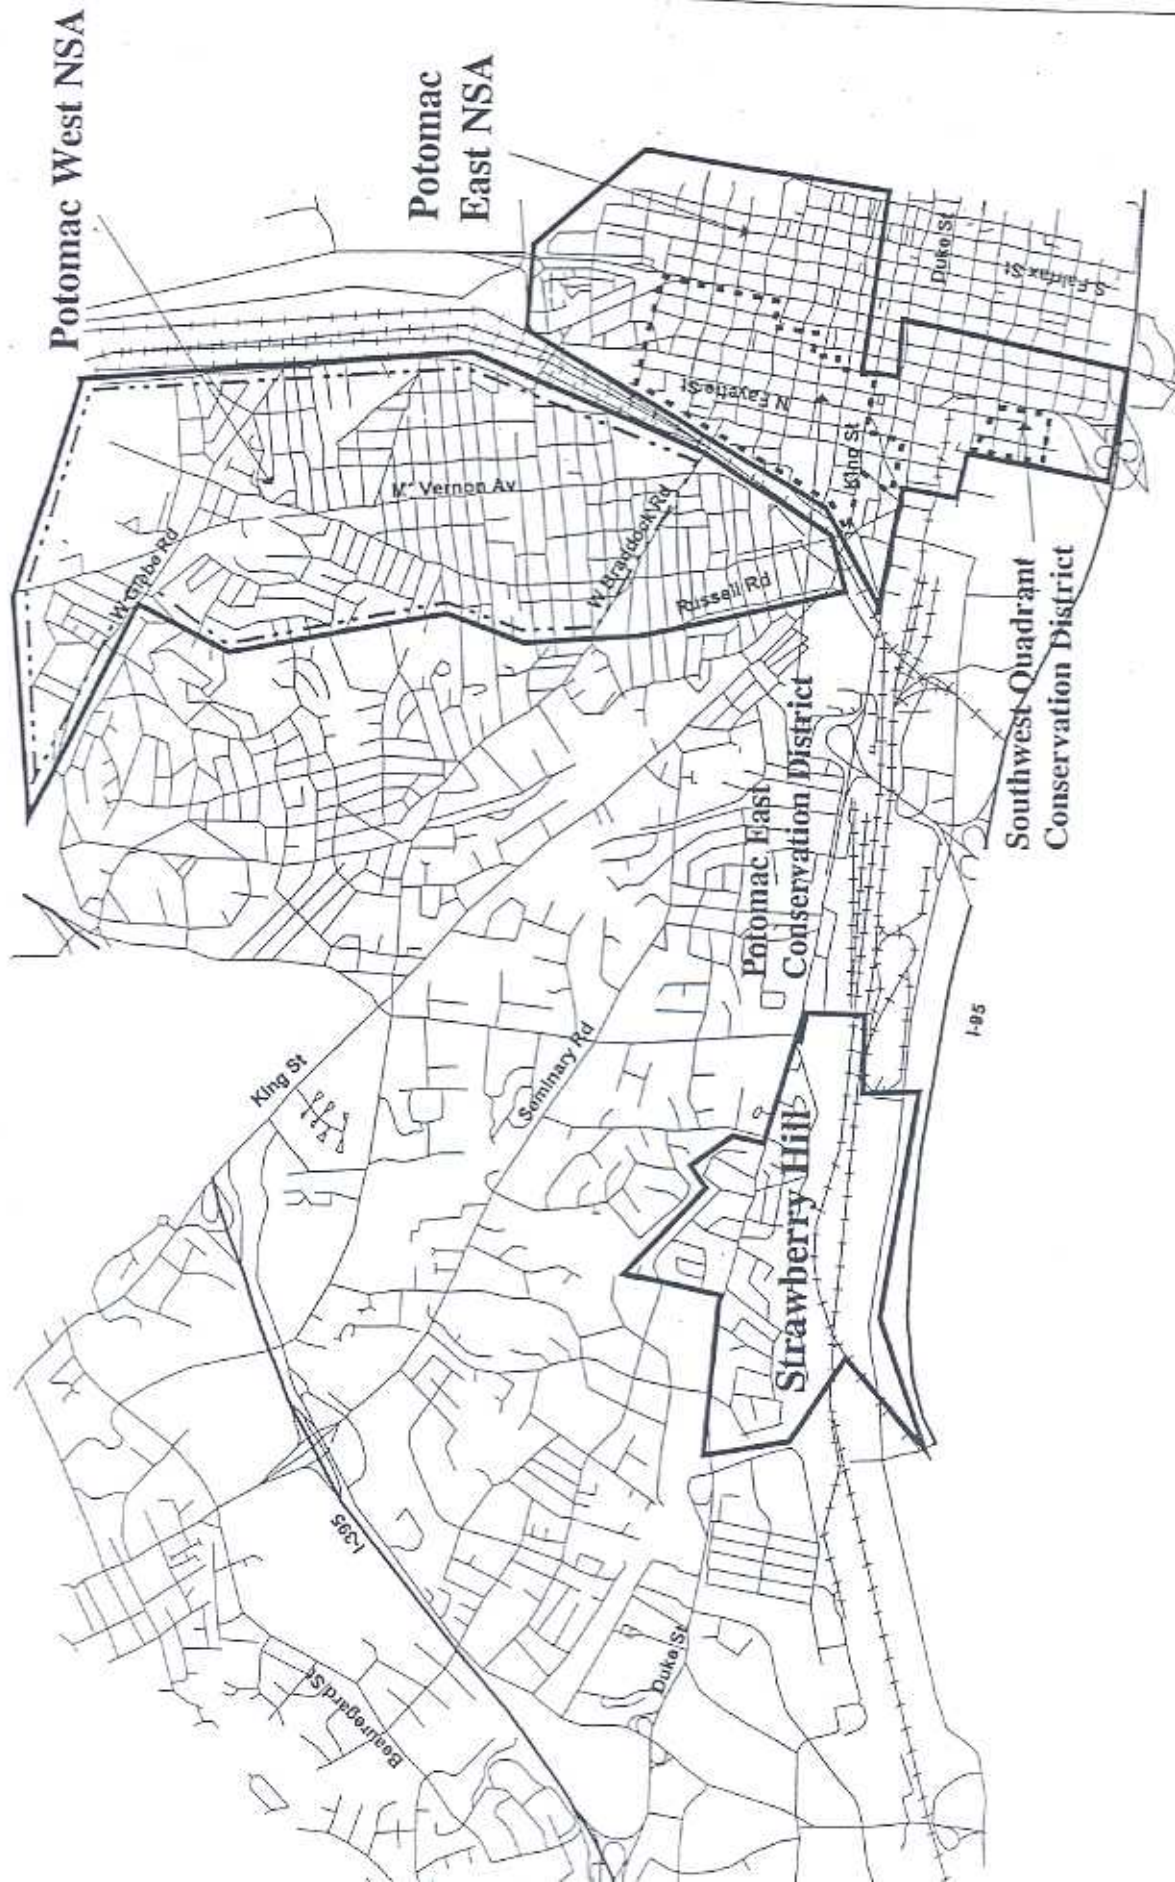 Potomac West NSA
Potomac
East NSA
W Glebe Rd
Mt Vernon Av
W Braddock Rd
Russell Rd
N Fayette St
King St
Duke St
S Fairfax St
Southwest Quadrant
Conservation District
Potomac East
Conservation District
King St
Seminary Rd
I-95
Strawberry Hill
I-395
Beauregard St
Duke St